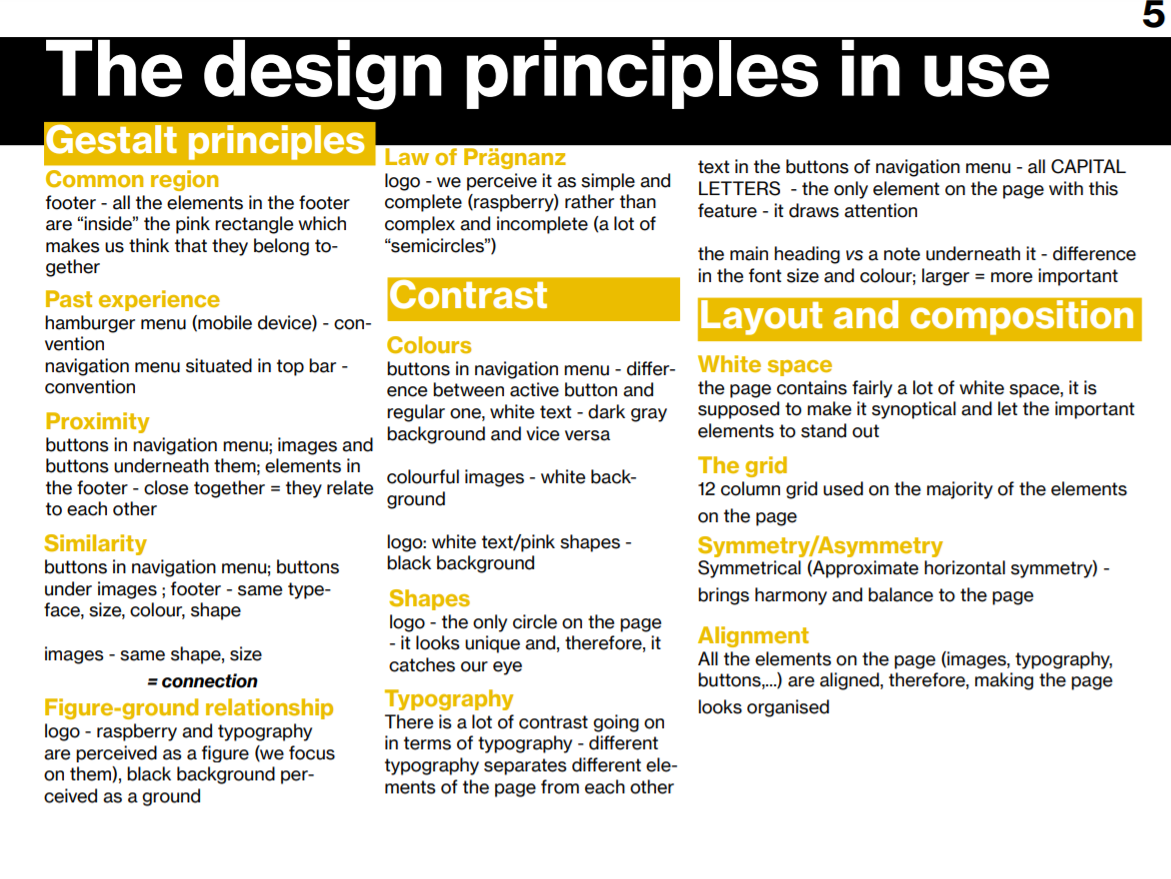 5
The design principles in use
Gestalt principles
Common region
footer - all the elements in the footer
are “inside” the pink rectangle which
makes us think that they belong to-
gether
Past experience
hamburger menu (mobile device) - con-
vention
navigation menu situated in top bar -
convention
Proximity
buttons in navigation menu; images and
buttons underneath them; elements in
the footer - close together = they relate
to each other
Similarity
buttons in navigation menu; buttons
under images ; footer - same type-
face, size, colour, shape
images - same shape, size
= connection
Figure-ground relationship
logo - raspberry and typography
are perceived as a figure (we focus
on them), black background per-
ceived as a ground
Law of Prägnanz
logo - we perceive it as simple and
complete (raspberry) rather than
complex and incomplete (a lot of
“semicircles”)
Contrast
Colours
buttons in navigation menu - differ-
ence between active button and
regular one, white text - dark gray
background and vice versa
colourful images - white back-
ground
logo: white text/pink shapes -
black background
Shapes
logo - the only circle on the page
- it looks unique and, therefore, it
catches our eye
Typography
There is a lot of contrast going on
in terms of typography - different
typography separates different ele-
ments of the page from each other
text in the buttons of navigation menu - all CAPITAL
LETTERS - the only element on the page with this
feature - it draws attention
the main heading vs a note underneath it - difference
in the font size and colour; larger = more important
Layout and composition
White space
the page contains fairly a lot of white space, it is
supposed to make it synoptical and let the important
elements to stand out
The grid
12 column grid used on the majority of the elements
on the page
Symmetry/Asymmetry
Symmetrical (Approximate horizontal symmetry) -
brings harmony and balance to the page
Alignment
All the elements on the page (images, typography,
buttons,...) are aligned, therefore, making the page
looks organised